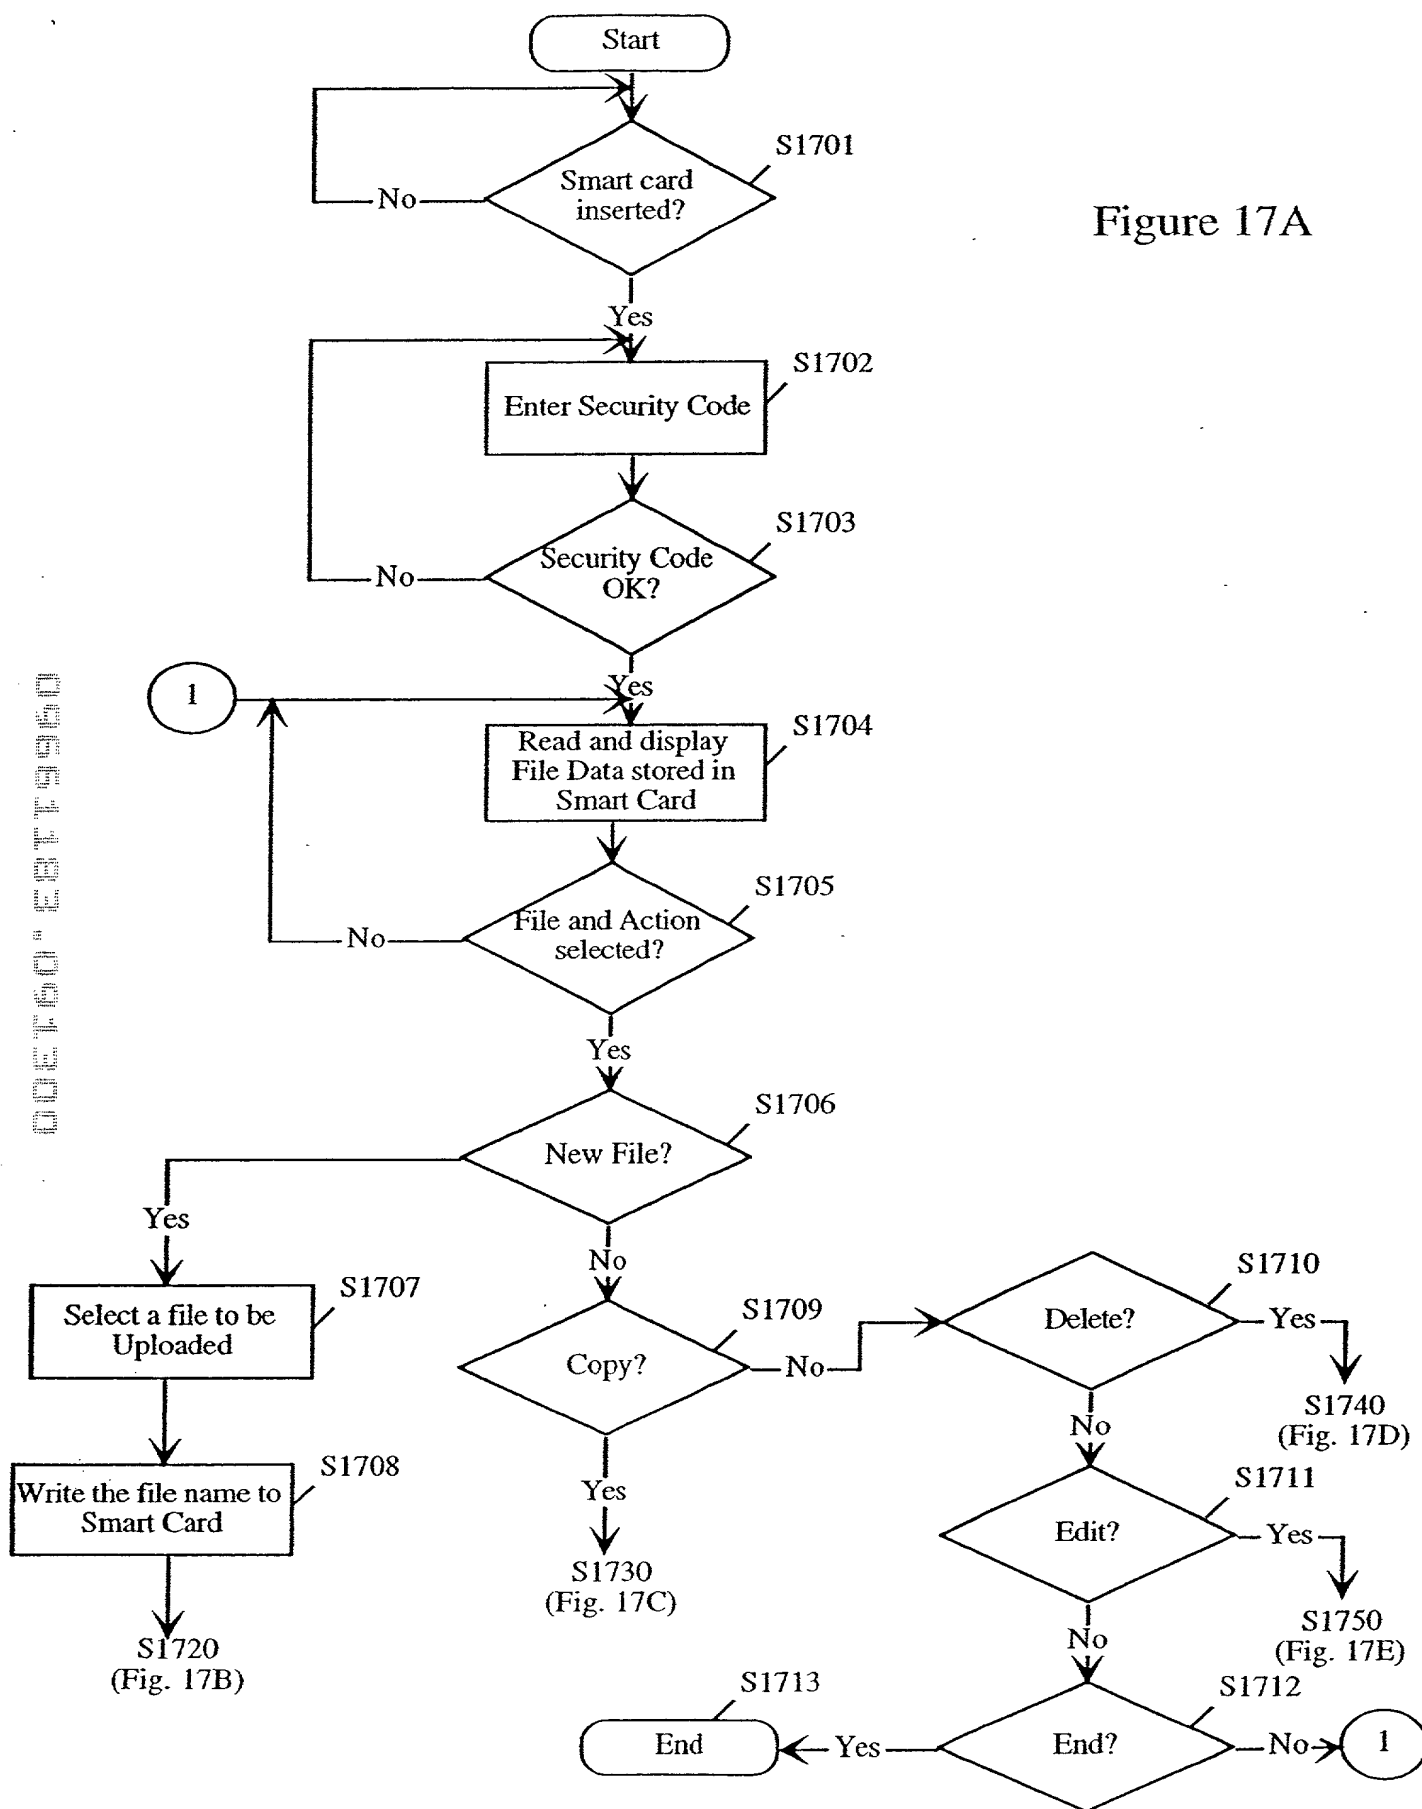 Start
S1701
Smart card
inserted?
No
Figure 17A
Yes
S1702
Enter Security Code
S1703
Security Code
OK?
No
Yes
1
S1704
Read and display
File Data stored in
Smart Card
S1705
File and Action
selected?
No
Yes
S1706
New File?
Yes
No
S1707
Select a file to be
Uploaded
S1709
Copy?
No
S1710
Delete?
Yes
S1740
(Fig. 17D)
No
S1708
Write the file name to
Smart Card
Yes
S1730
(Fig. 17C)
S1711
Edit?
Yes
S1750
(Fig. 17E)
No
S1720
(Fig. 17B)
S1713
End
Yes
S1712
End?
No
1